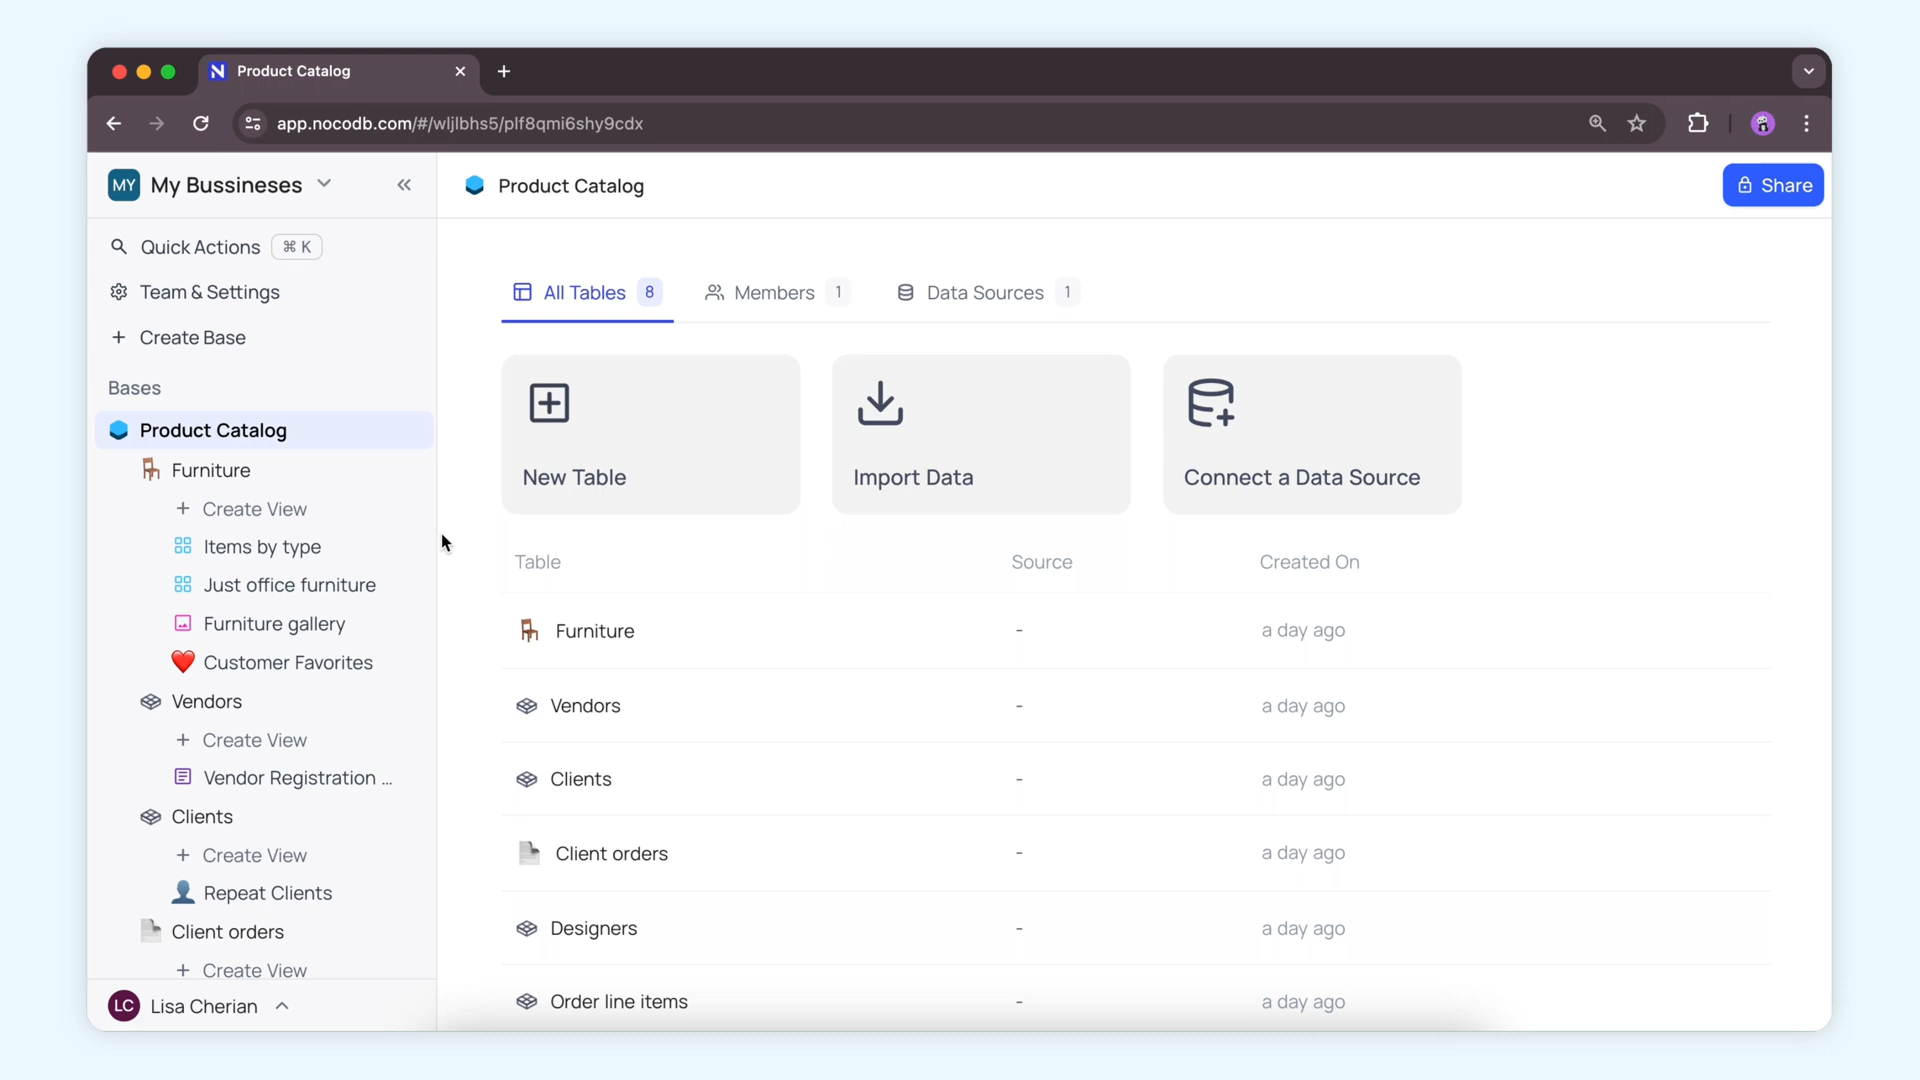 Product Catalog
app.nocodb.com/#/wljlbhs5/plf8qmi6shy9cdx
MY My Bussineses
Product Catalog
Share
Quick Actions ⌘ K
Team & Settings
+ Create Base
Bases
Product Catalog
Furniture
+ Create View
Items by type
Just office furniture
Furniture gallery
Customer Favorites
Vendors
+ Create View
Vendor Registration ...
Clients
+ Create View
Repeat Clients
Client orders
+ Create View
LC Lisa Cherian
All Tables 8 Members 1 Data Sources 1
New Table
Import Data
Connect a Data Source
Table Source Created On
Furniture - a day ago
Vendors - a day ago
Clients - a day ago
Client orders - a day ago
Designers - a day ago
Order line items - a day ago